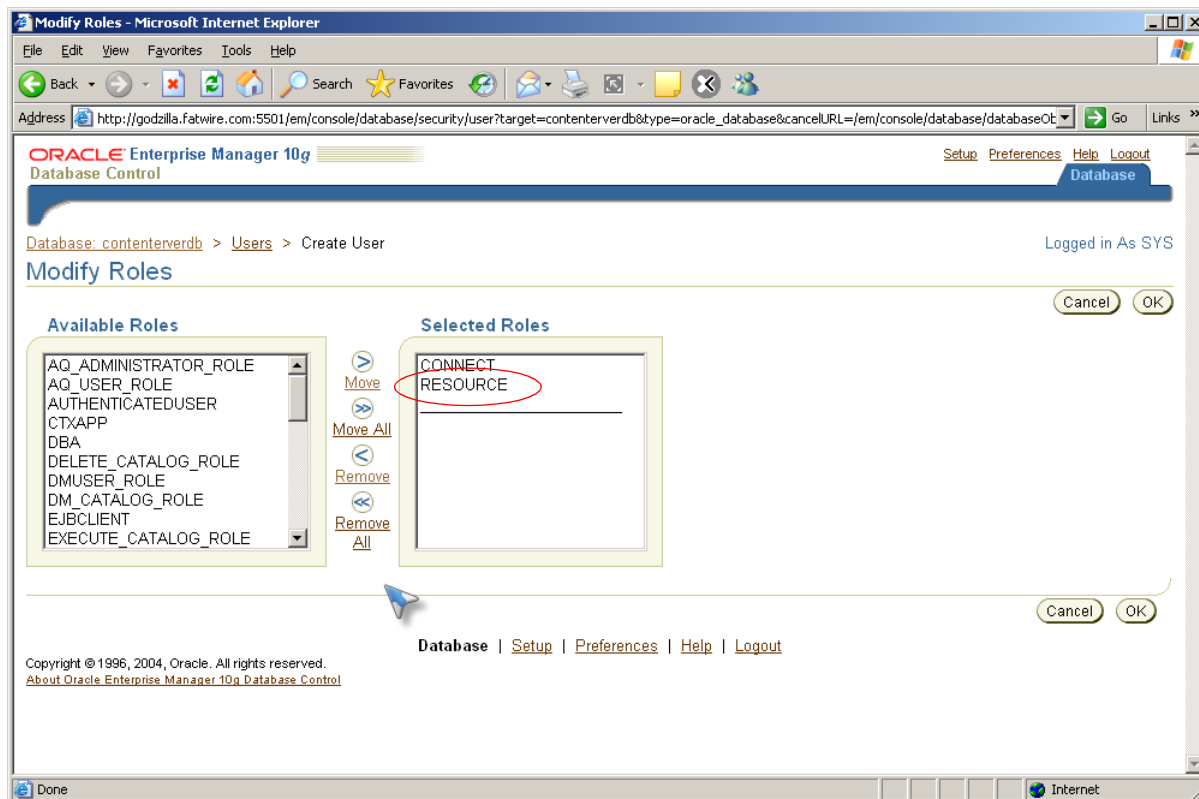 Modify Roles - Microsoft Internet Explorer
File Edit View Favorites Tools Help
Back Search Favorites
Address http://godzilla.fatwire.com:5501/em/console/database/security/user?target=contenterverdb&type=oracle_database&cancelURL=/em/console/database/databaseOb Go Links »
ORACLE Enterprise Manager 10g
Database Control
Setup Preferences Help Logout
Database
Database: contenterverdb > Users > Create User
Logged in As SYS
Modify Roles
Cancel OK
Available Roles
AQ_ADMINISTRATOR_ROLE
AQ_USER_ROLE
AUTHENTICATEDUSER
CTXAPP
DBA
DELETE_CATALOG_ROLE
DMUSER_ROLE
DM_CATALOG_ROLE
EJBCLIENT
EXECUTE_CATALOG_ROLE
Move
Move All
Remove
Remove
All
Selected Roles
CONNECT
RESOURCE
Cancel OK
Database | Setup | Preferences | Help | Logout
Copyright © 1996, 2004, Oracle. All rights reserved.
About Oracle Enterprise Manager 10g Database Control
Done
Internet